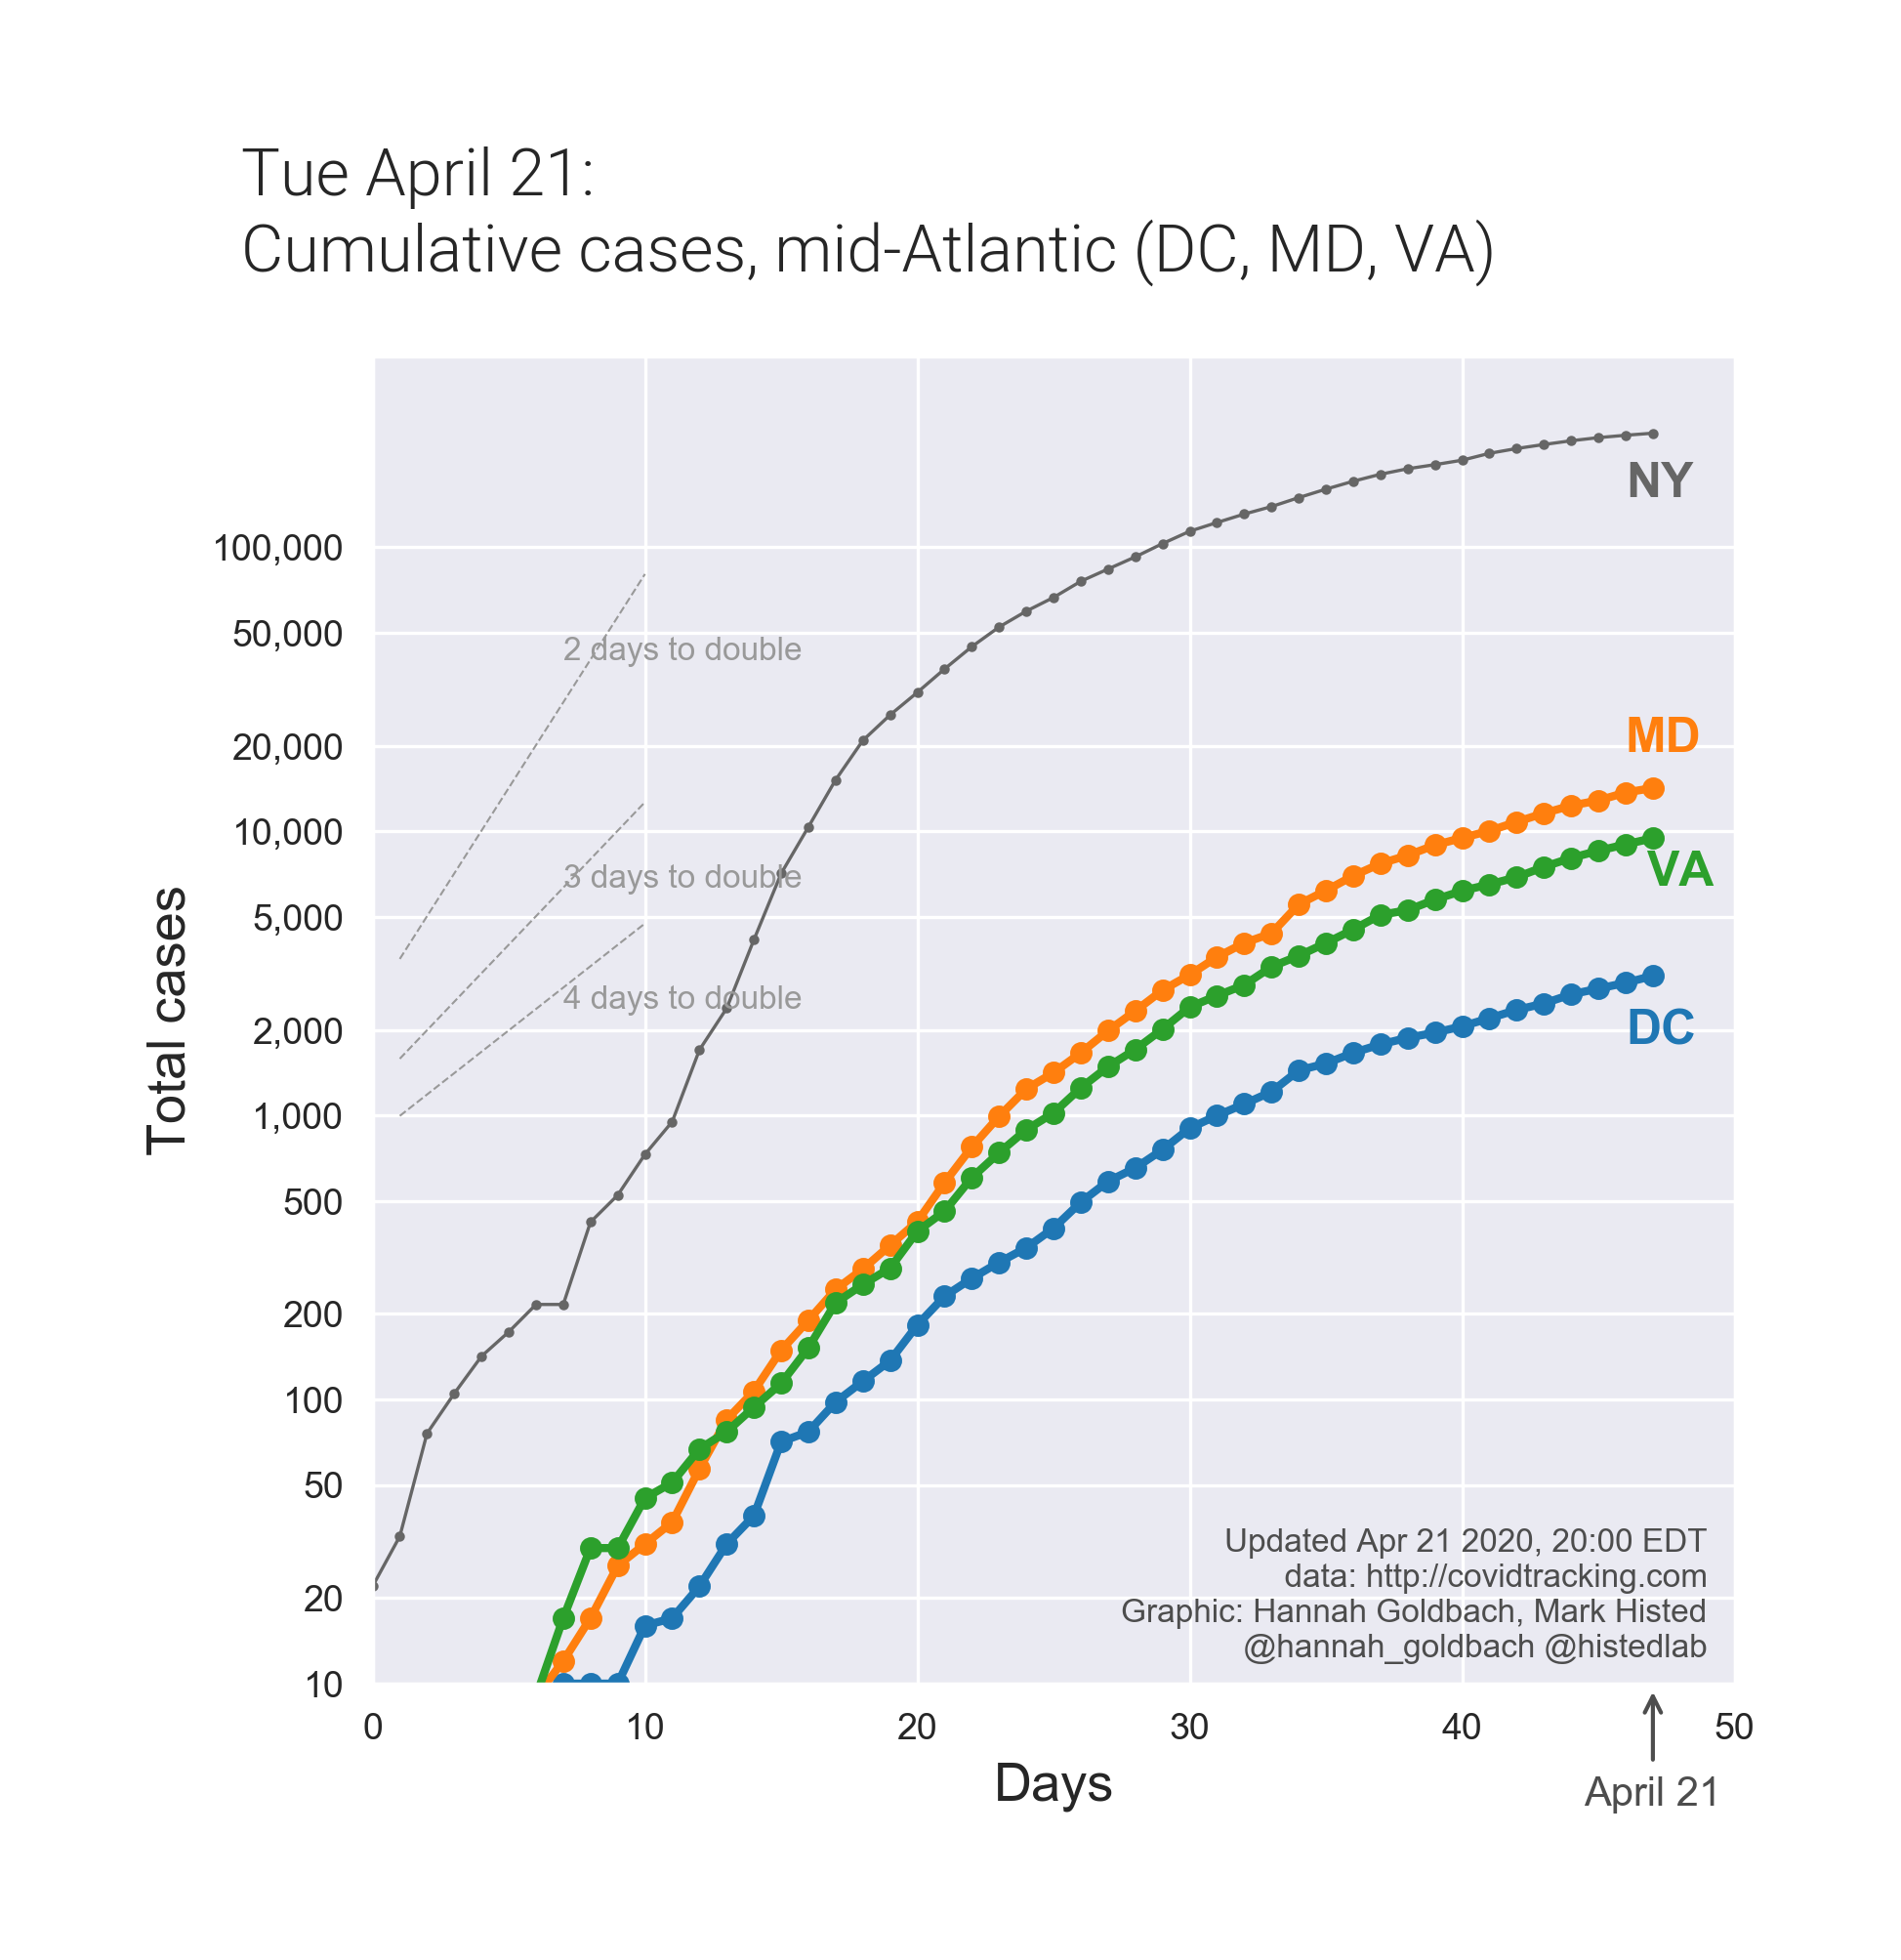 Tue April 21:
Cumulative cases, mid-Atlantic (DC, MD, VA)
Total cases
100,000
50,000
20,000
10,000
5,000
2,000
1,000
500
200
100
50
20
10
2 days to double
3 days to double
4 days to double
NY
MD
VA
DC
Updated Apr 21 2020, 20:00 EDT
data: http://covidtracking.com
Graphic: Hannah Goldbach, Mark Histed
@hannah_goldbach @histedlab
0 10 20 30 40 50
Days
April 21